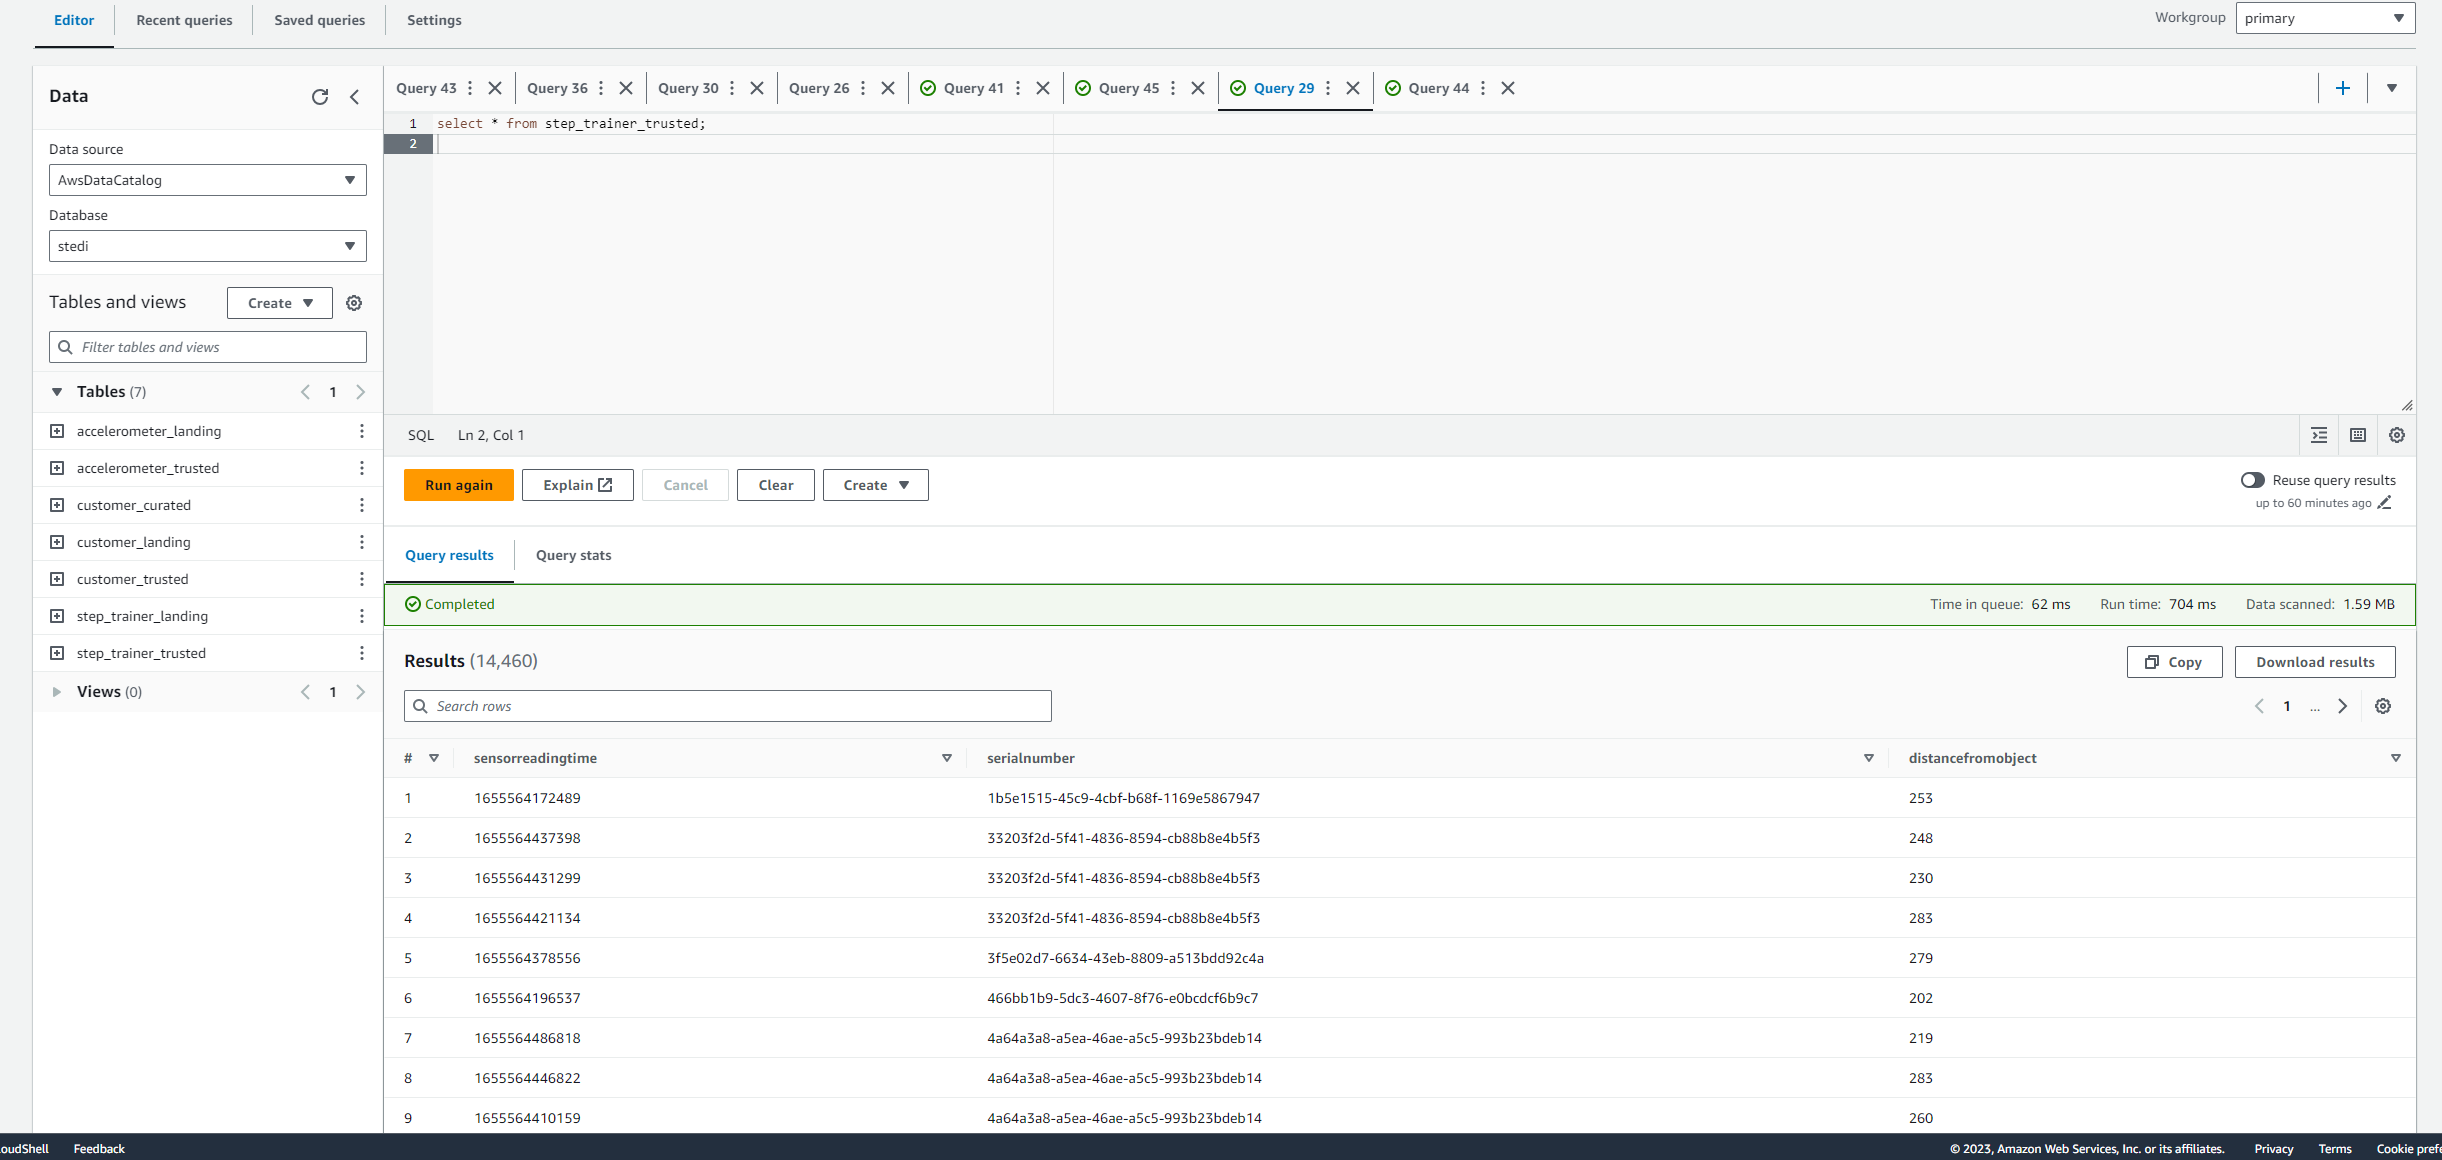 Editor Recent queries Saved queries Settings Workgroup primary
Data
Data source
AwsDataCatalog
Database
stedi
Tables and views Create
Filter tables and views
Tables (7) 1
accelerometer_landing
accelerometer_trusted
customer_curated
customer_landing
customer_trusted
step_trainer_landing
step_trainer_trusted
Views (0) 1
Query 43 Query 36 Query 30 Query 26 Query 41 Query 45 Query 29 Query 44
1 select * from step_trainer_trusted;
2
SQL Ln 2, Col 1
Run again Explain Cancel Clear Create Reuse query results
up to 60 minutes ago
Query results Query stats
Completed Time in queue: 62 ms Run time: 704 ms Data scanned: 1.59 MB
Results (14,460) Copy Download results
Search rows 1 ...
# sensorreadingtime serialnumber distancefromobject
1 1655564172489 1b5e1515-45c9-4cbf-b68f-1169e5867947 253
2 1655564437398 33203f2d-5f41-4836-8594-cb88b8e4b5f3 248
3 1655564431299 33203f2d-5f41-4836-8594-cb88b8e4b5f3 230
4 1655564421134 33203f2d-5f41-4836-8594-cb88b8e4b5f3 283
5 1655564378556 3f5e02d7-6634-43eb-8809-a513bdd92c4a 279
6 1655564196537 466bb1b9-5dc3-4607-8f76-e0bcdcf6b9c7 202
7 1655564486818 4a64a3a8-a5ea-46ae-a5c5-993b23bdeb14 219
8 1655564446822 4a64a3a8-a5ea-46ae-a5c5-993b23bdeb14 283
9 1655564410159 4a64a3a8-a5ea-46ae-a5c5-993b23bdeb14 260
oudShell Feedback © 2023, Amazon Web Services, Inc. or its affiliates. Privacy Terms Cookie prefe